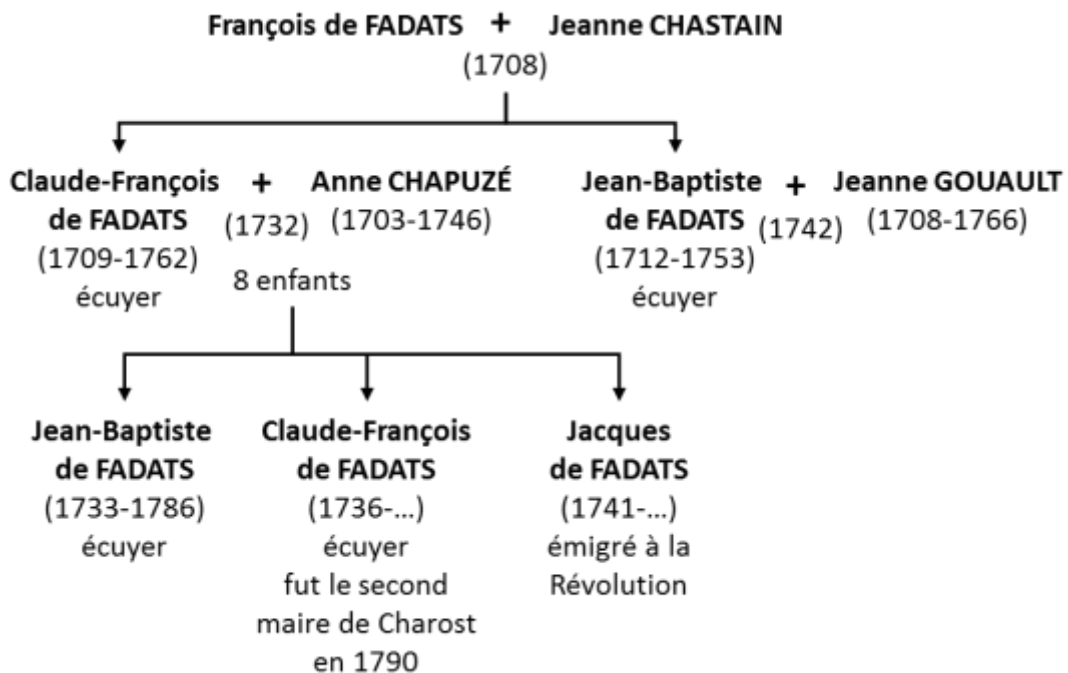 François de FADATS + Jeanne CHASTAIN
(1708)
Claude-François + Anne CHAPUZÉ
de FADATS (1732) (1703-1746)
(1709-1762)
écuyer
8 enfants
Jean-Baptiste + Jeanne GOUAULT
de FADATS (1742) (1708-1766)
(1712-1753)
écuyer
Jean-Baptiste
de FADATS
(1733-1786)
écuyer
Claude-François
de FADATS
(1736-...)
écuyer
fut le second
maire de Charost
en 1790
Jacques
de FADATS
(1741-...)
émigré à la
Révolution